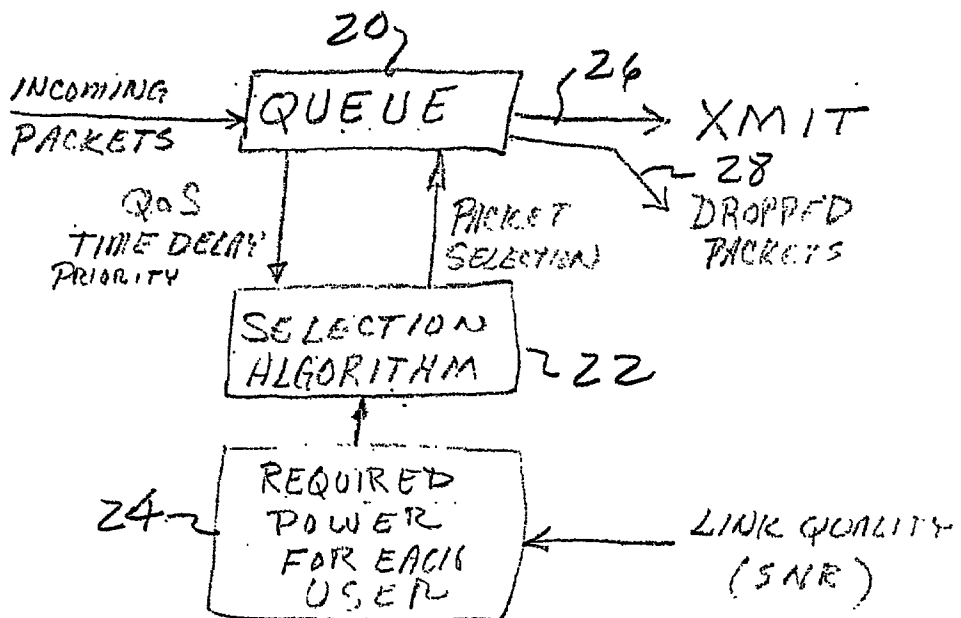 20
INCOMING
PACKETS
QUEUE
26
XMIT
28
DROPPED
PACKETS
QoS
TIME DELAY
PRIORITY
PACKET
SELECTION
SELECTION
ALGORITHM
22
24
REQUIRED
POWER
FOR EACH
USER
LINK QUALITY
(SNR)